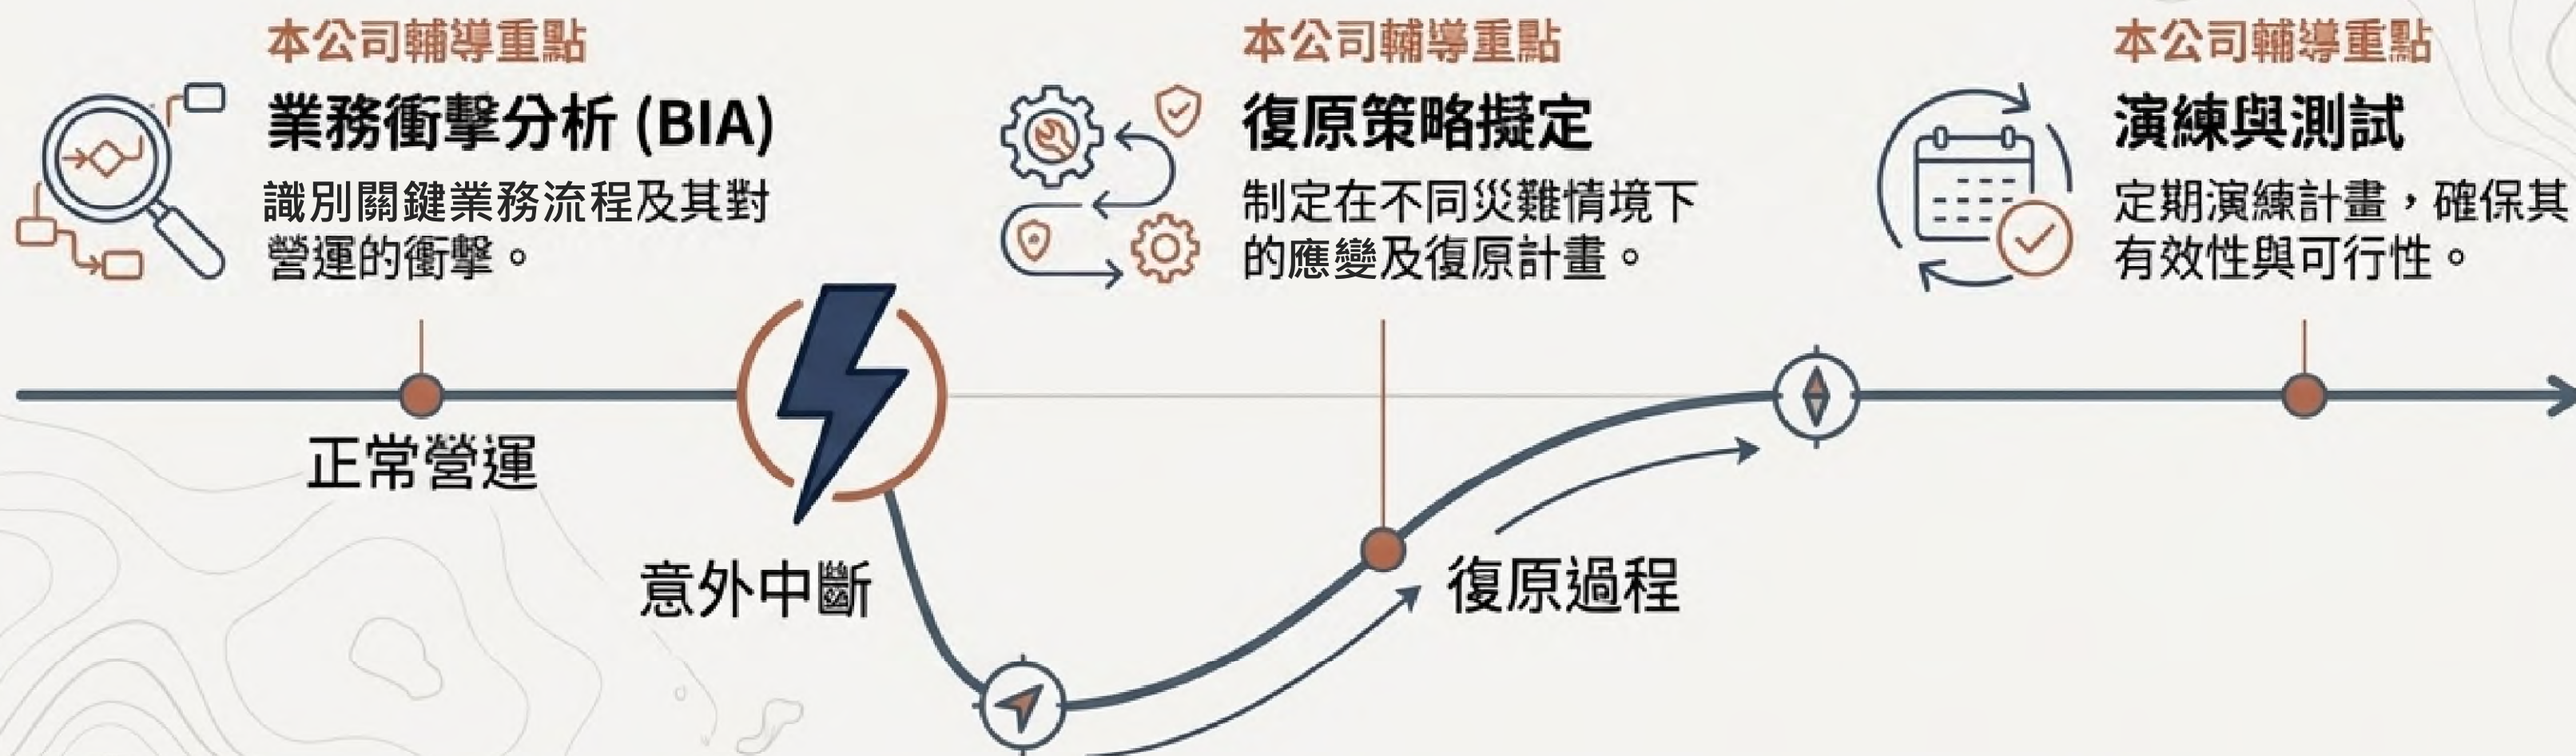 本公司輔導重點
業務衝擊分析 (BIA)
識別關鍵業務流程及其對
營運的衝擊。
本公司輔導重點
復原策略擬定
制定在不同災難情境下
的應變及復原計畫。
本公司輔導重點
演練與測試
定期演練計畫，確保其
有效性與可行性。
正常營運
意外中斷
復原過程